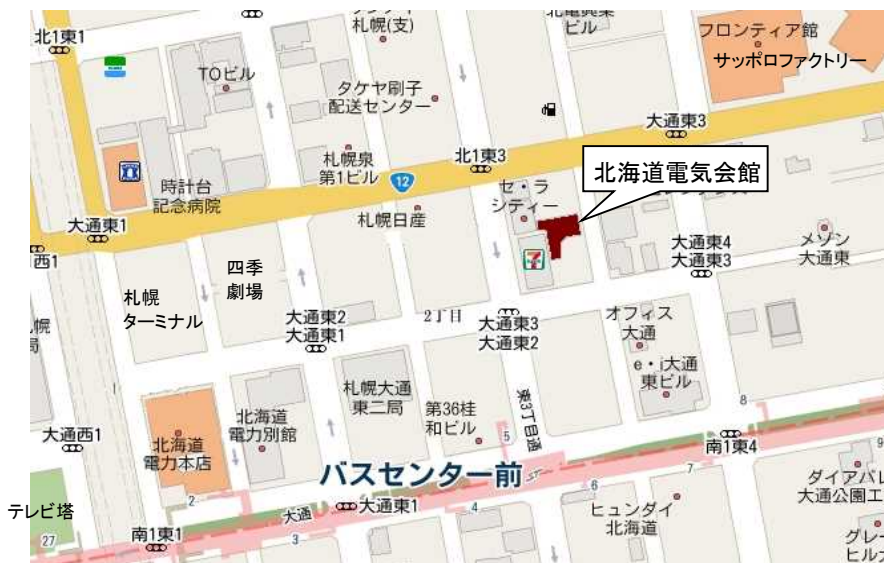 北1東1
札幌(支)
ビル
フロンティア館
サッポロファクトリー
TOビル
タケヤ刷子
配送センター
大通東3
札幌泉
第1ビル
北1東3
北海道電気会館
12
時計台
記念病院
セ・ラ
シティー
札幌日産
大通東1
西1
四季
劇場
大通東4
大通東3
メゾン
大通東
札幌
ターミナル
7
大通東2
大通東1
2丁目
大通東3
大通東2
オフィス
大通
e・i大通
東ビル
札幌大通
東二局
第36桂
和ビル
東3丁目通
8
北海道
電力別館
北海道
電力本店
大通西1
5
南1東4
9
バスセンター前
7
6
ダイアパレ
大通公園エ
テレビ塔
2
大通
大通東1
4
ヒュンダイ
北海道
27
南1東1
3
グレー
ヒル大